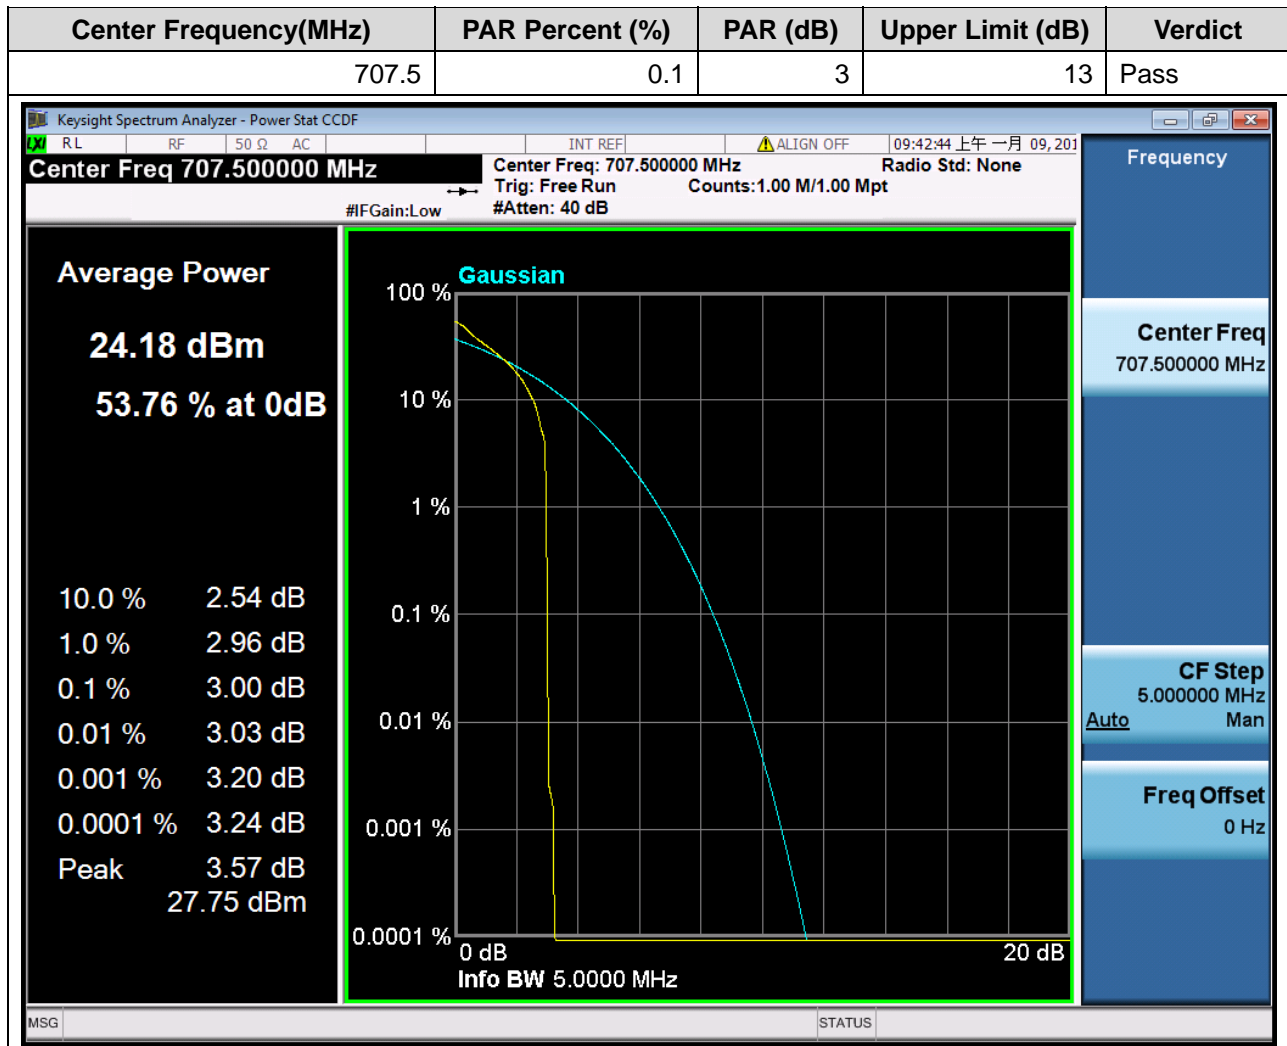 Center Frequency(MHz) PAR Percent (%) PAR (dB) Upper Limit (dB) Verdict
707.5 0.1 3 13 Pass
Keysight Spectrum Analyzer - Power Stat CCDF
LXI RL RF 50 Ω AC INT REF ALIGN OFF 09:42:44 上午 一月 09, 201
Center Freq 707.500000 MHz
Center Freq: 707.500000 MHz Radio Std: None
Trig: Free Run Counts:1.00 M/1.00 Mpt
#IFGain:Low #Atten: 40 dB
Average Power
24.18 dBm
53.76 % at 0dB
10.0 % 2.54 dB
1.0 % 2.96 dB
0.1 % 3.00 dB
0.01 % 3.03 dB
0.001 % 3.20 dB
0.0001 % 3.24 dB
Peak 3.57 dB
27.75 dBm
Gaussian
100 %
10 %
1 %
0.1 %
0.01 %
0.001 %
0.0001 %
0 dB 20 dB
Info BW 5.0000 MHz
Frequency
Center Freq
707.500000 MHz
CF Step
5.000000 MHz
Auto Man
Freq Offset
0 Hz
MSG STATUS